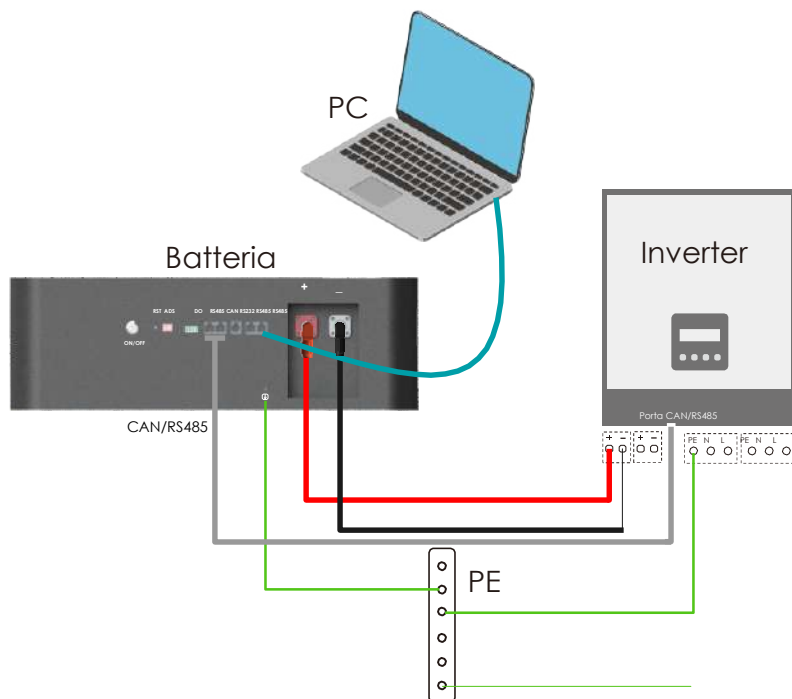 PC
Batteria
Inverter
+ −
RST ADS DO RS485 CAN RS232 RS485 RS485
ON/OFF
Porta CAN/RS485
CAN/RS485
+ − + − PE N L PE N L
PE